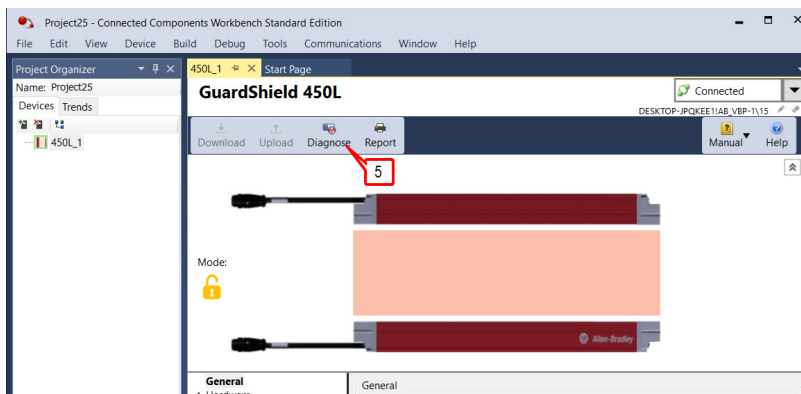 Project25 - Connected Components Workbench Standard Edition
File Edit View Device Build Debug Tools Communications Window Help
Project Organizer
Name: Project25
Devices Trends
450L_1
450L_1 Start Page
GuardShield 450L
Connected
DESKTOP-JPQKEE1!AB_VBP-1\15
Download Upload Diagnose Report
Manual Help
5
Mode:
Allen-Bradley
General
Hardware
General